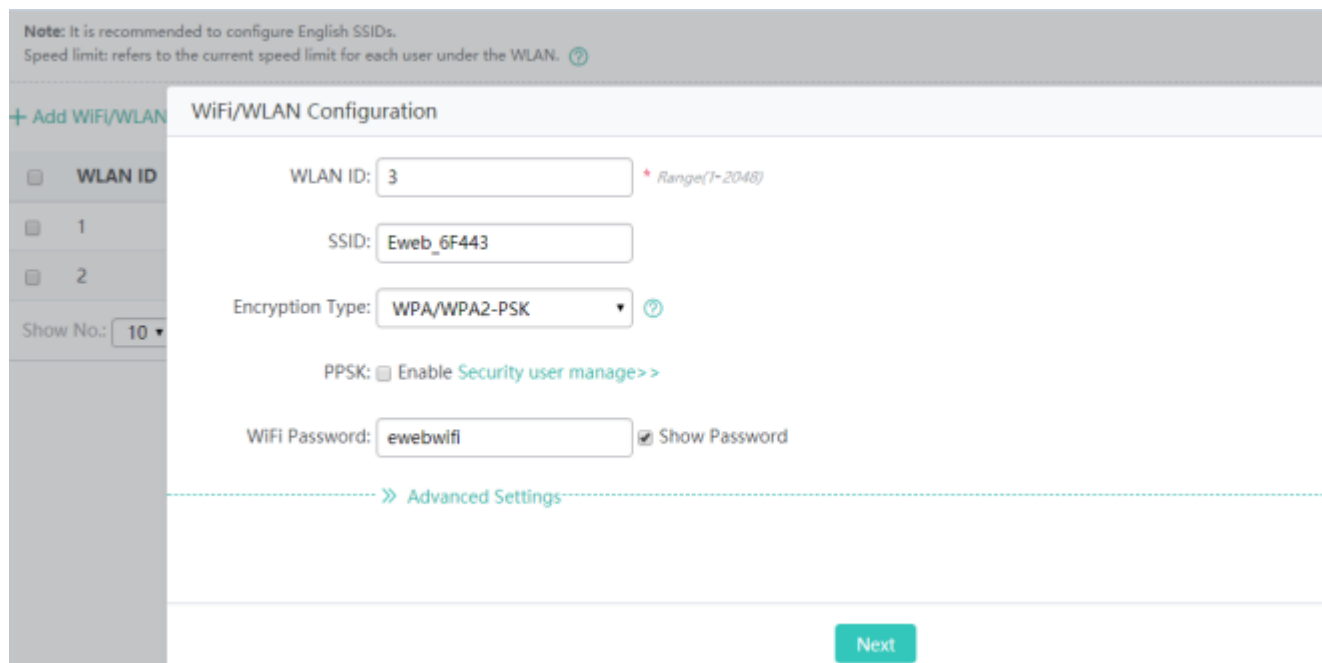 Note: It is recommended to configure English SSIDs.
Speed limit: refers to the current speed limit for each user under the WLAN. ?
+ Add WiFi/WLAN
WLAN ID
1
2
Show No.: 10
WiFi/WLAN Configuration
WLAN ID: 3 * Range(1-2048)
SSID: Eweb_6F443
Encryption Type: WPA/WPA2-PSK ?
PPSK: Enable Security user manage>>
WiFi Password: ewebwifi Show Password
» Advanced Settings
Next